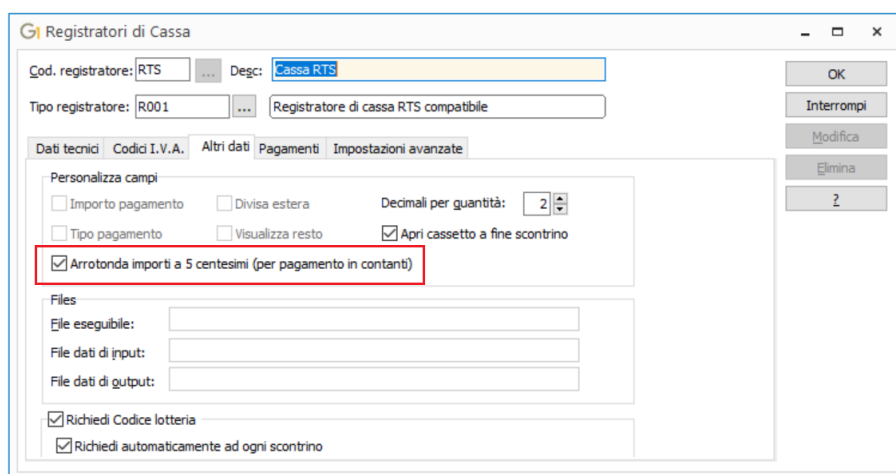 GI Registratori di Cassa
Cod. registratore: RTS ... Desc: Cassa RTS
OK
Tipo registratore: R001 ... Registratore di cassa RTS compatibile
Interrompi
Modifica
Dati tecnici Codici I.V.A. Altri dati Pagamenti Impostazioni avanzate
Elimina
Personalizza campi
?
Importo pagamento Divisa estera Decimali per quantità: 2
Tipo pagamento Visualizza resto Apri cassetto a fine scontrino
Arrotonda importi a 5 centesimi (per pagamento in contanti)
Files
File eseguibile:
File dati di input:
File dati di output:
Richiedi Codice lotteria
Richiedi automaticamente ad ogni scontrino